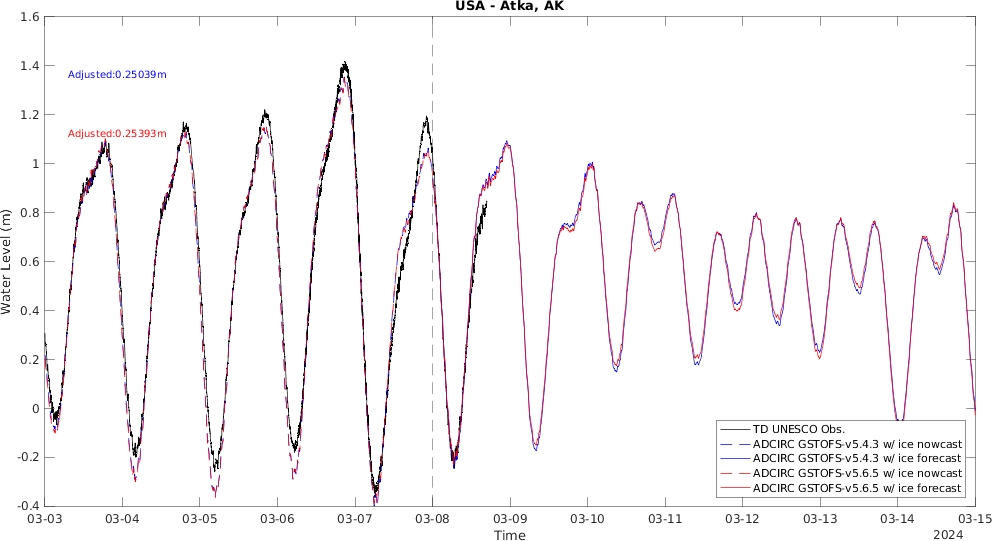 USA - Atka, AK
1.6
1.4
1.2
1
0.8
0.6
0.4
0.2
0
-0.2
-0.4
Water Level (m)
Adjusted:0.25039m
Adjusted:0.25393m
TD UNESCO Obs.
ADCIRC GSTOFS-v5.4.3 w/ ice nowcast
ADCIRC GSTOFS-v5.4.3 w/ ice forecast
ADCIRC GSTOFS-v5.6.5 w/ ice nowcast
ADCIRC GSTOFS-v5.6.5 w/ ice forecast
03-03 03-04 03-05 03-06 03-07 03-08 03-09 03-10 03-11 03-12 03-13 03-14 03-15
Time
2024